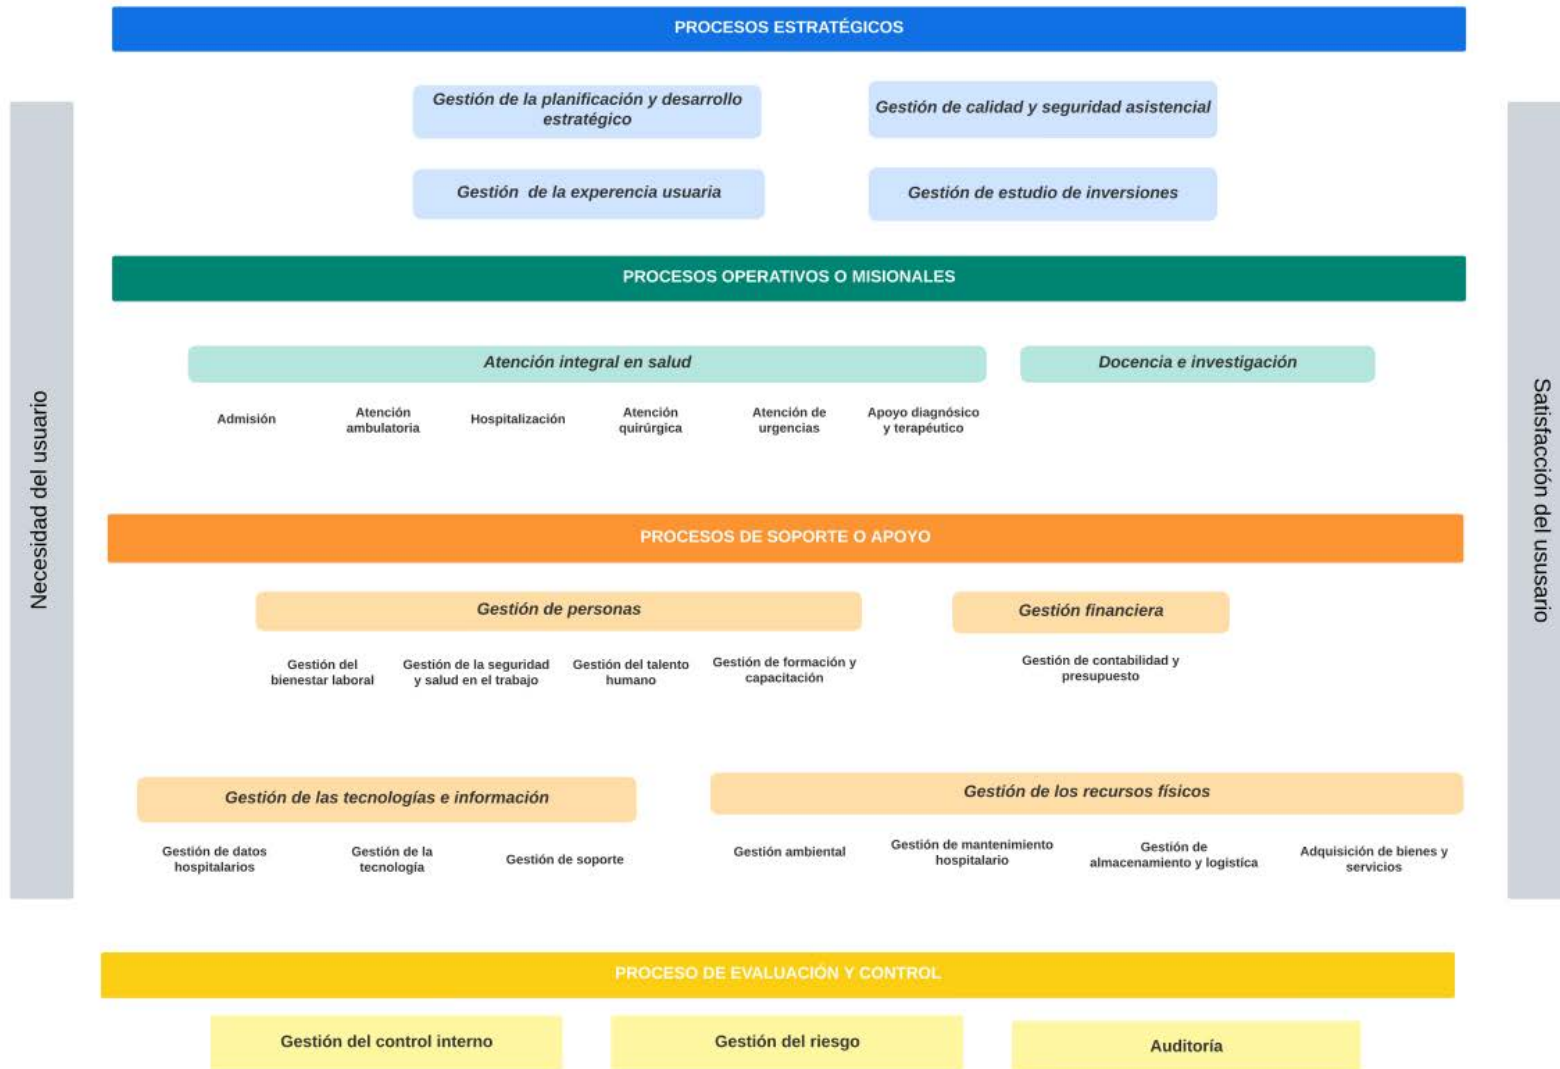 PROCESOS ESTRATÉGICOS
Gestión de la planificación y desarrollo
estratégico
Gestión de calidad y seguridad asistencial
Gestión de la experencia usuaria
Gestión de estudio de inversiones
Necesidad del usuario
PROCESOS OPERATIVOS O MISIONALES
Atención integral en salud
Docencia e investigación
Admisión
Atención
ambulatoria
Hospitalización
Atención
quirúrgica
Atención de
urgencias
Apoyo diagnósico
y terapéutico
PROCESOS DE SOPORTE O APOYO
Gestión de personas
Gestión financiera
Gestión del
bienestar laboral
Gestión de la seguridad
y salud en el trabajo
Gestión del talento
humano
Gestión de formación y
capacitación
Gestión de contabilidad y
presupuesto
Gestión de las tecnologías e información
Gestión de los recursos físicos
Gestión de datos
hospitalarios
Gestión de la
tecnología
Gestión de soporte
Gestión ambiental
Gestión de mantenimiento
hospitalario
Gestión de
almacenamiento y logistíca
Adquisición de bienes y
servicios
Satisfacción del ususario
PROCESO DE EVALUACIÓN Y CONTROL
Gestión del control interno
Gestión del riesgo
Auditoría